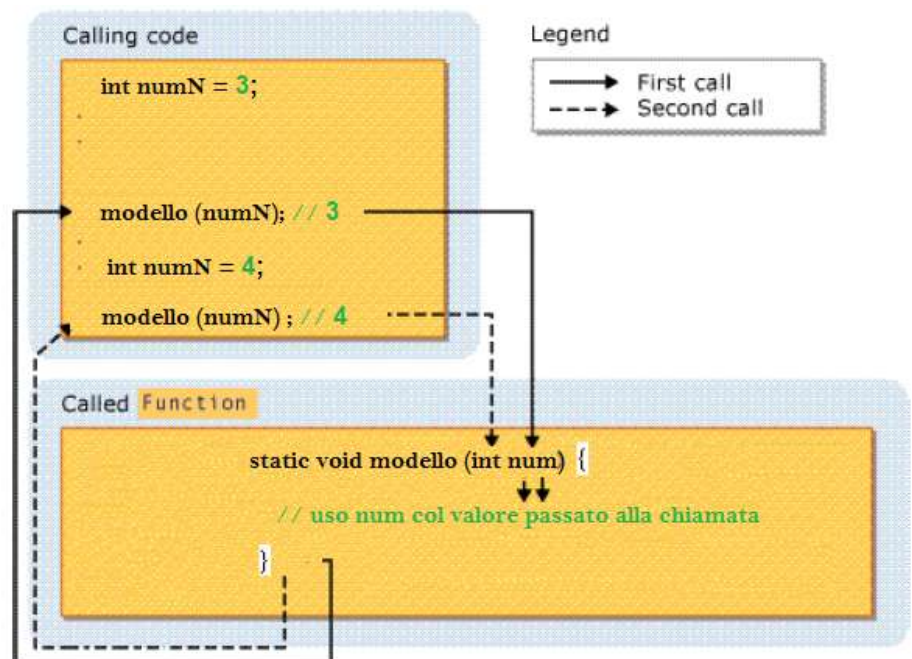 Calling code
int numN = 3;
modello (numN); // 3
int numN = 4;
modello (numN) ; // 4
Legend
First call
Second call
Called Function
static void modello (int num) {
// uso num col valore passato alla chiamata
}